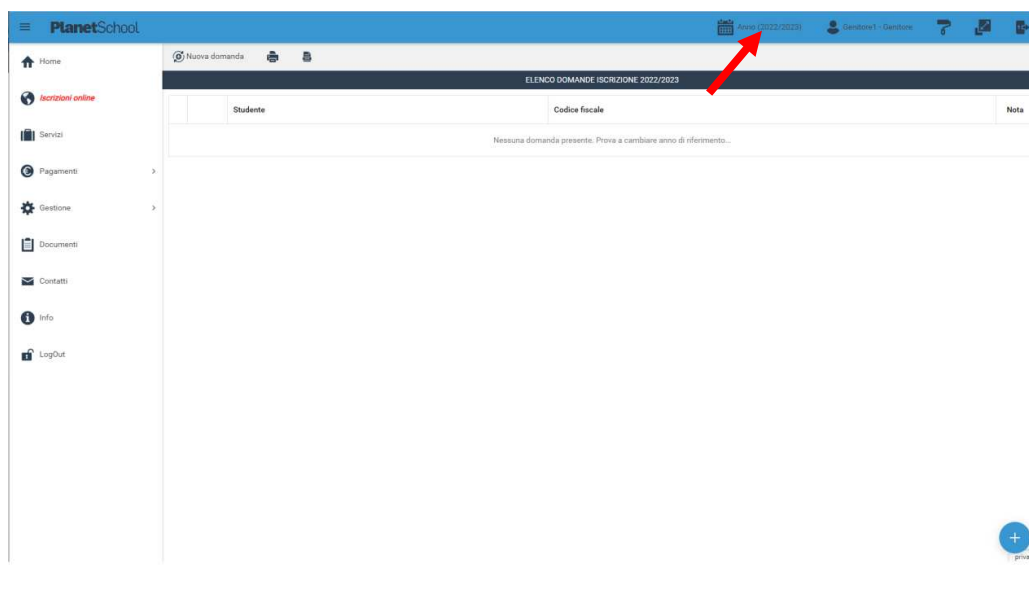 PlanetSchool
Anno (2022/2023)
Genitore1 - Genitore
Home
Iscrizioni online
Servizi
Pagamenti
Gestione
Documenti
Contatti
Info
LogOut
Nuova domanda
ELENCO DOMANDE ISCRIZIONE 2022/2023
Studente Codice fiscale Nota
Nessuna domanda presente. Prova a cambiare anno di riferimento...
priva